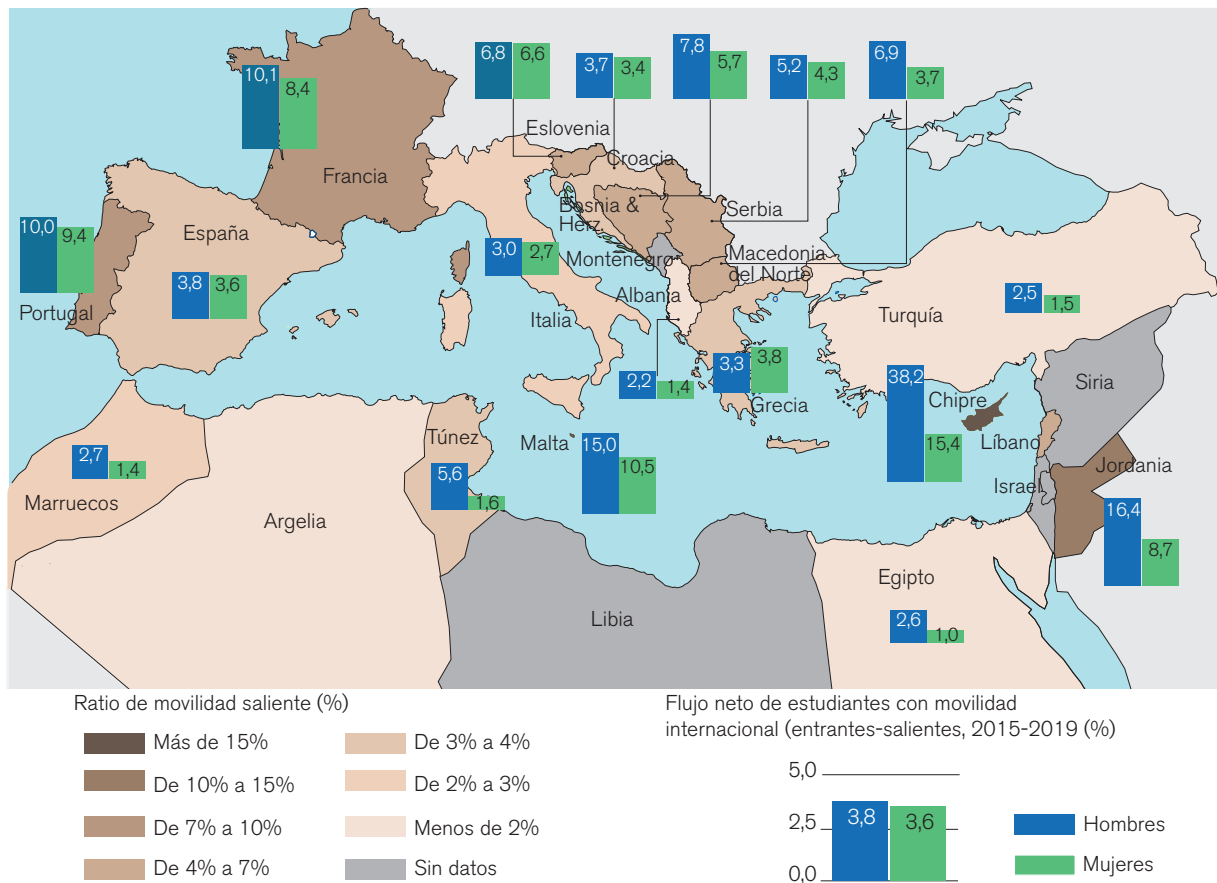 6,8 6,6
3,7 3,4
7,8 5,7
5,2 4,3
6,9 3,7
10,1 8,4
Eslovenia
Croacia
Francia
Bosnia &
Herz.
Serbia
10,0 9,4
España
3,0 2,7
Montenegro
Macedonia
del Norte
3,8 3,6
Albania
2,5 1,5
Portugal
Italia
Turquía
3,3 3,8
2,2 1,4
Grecia
38,2 15,4
Siria
Chipre
Túnez
Malta
15,0 10,5
Líbano
2,7 1,4
5,6 1,6
Jordania
Israel
Marruecos
Argelia
16,4 8,7
Egipto
Libia
2,6 1,0
Ratio de movilidad saliente (%)
Más de 15%
De 10% a 15%
De 7% a 10%
De 4% a 7%
De 3% a 4%
De 2% a 3%
Menos de 2%
Sin datos
Flujo neto de estudiantes con movilidad
internacional (entrantes-salientes, 2015-2019 (%)
5,0
2,5
0,0
3,8 3,6
Hombres
Mujeres